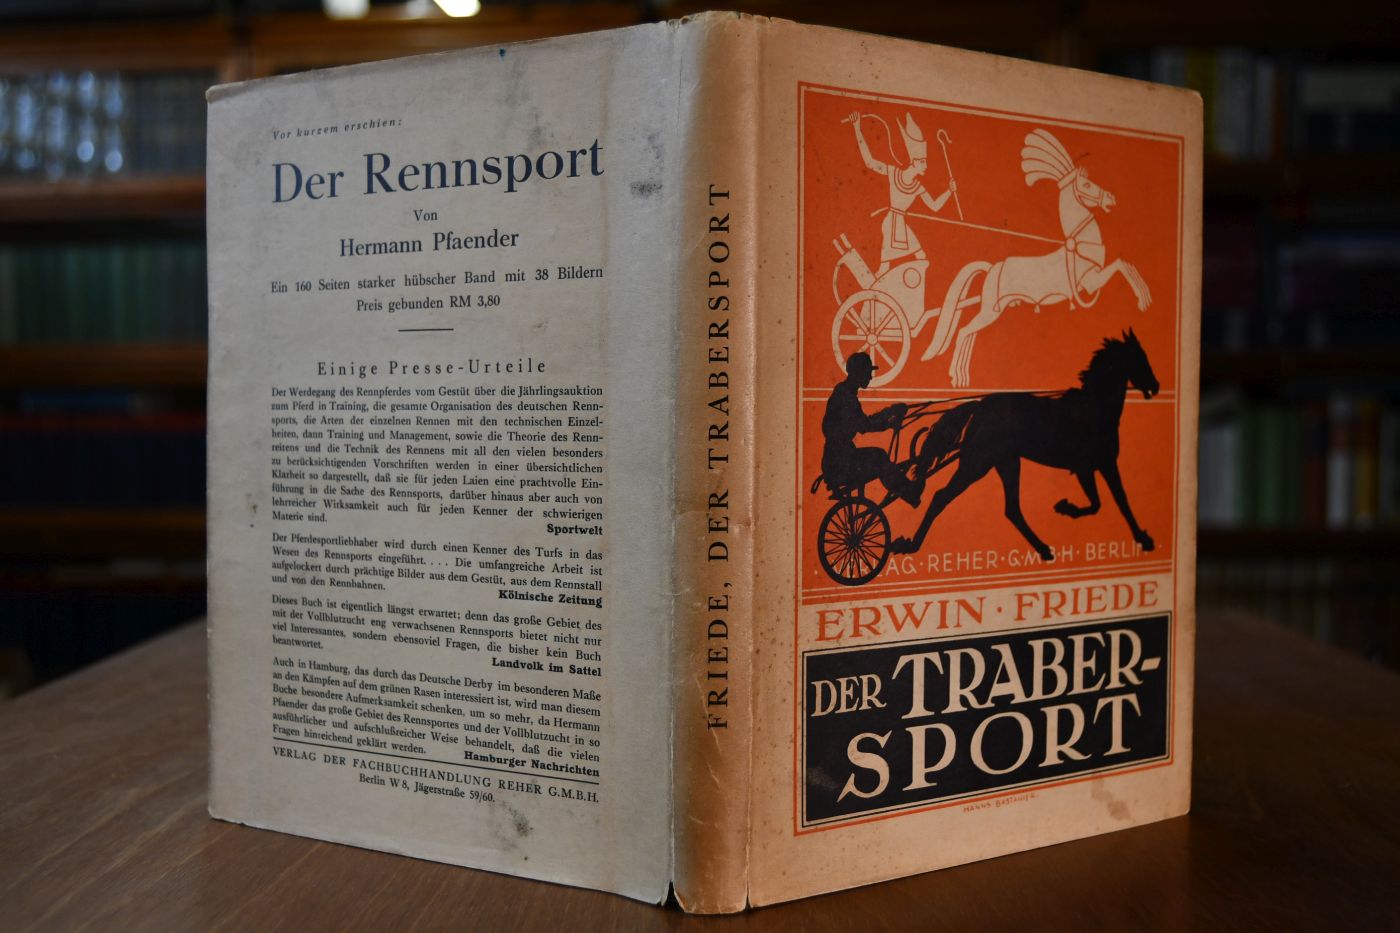 Vor kurzem erschien:
Der Rennsport
Von
Hermann Pfaender
Ein 160 Seiten starker hübscher Band mit 38 Bildern
Preis gebunden RM 3,80
Einige Presse-Urteile
Der Werdegang des Rennpferdes vom Gestüt über die Jährlingsauktion
zum Pferd in Training, die gesamte Organisation des deutschen Renn-
sports, die Arten der einzelnen Rennen mit den technischen Einzel-
heiten, dann Training und Management, sowie die Theorie des Renn-
reitens und die Technik des Rennens mit all den vielen besonders
zu berücksichtigenden Vorschriften werden in einer übersichtlichen
Klarheit so dargestellt, daß sie für jeden Laien eine prachtvolle Ein-
führung in die Sache des Rennsports, darüber hinaus aber auch von
lehrreicher Wirksamkeit auch für jeden Kenner der schwierigen
Materie sind. Sportwelt
Der Pferdesportliebhaber wird durch einen Kenner des Turfs in das
Wesen des Rennsports eingeführt. . . . Die umfangreiche Arbeit ist
aufgelockert durch prächtige Bilder aus dem Gestüt, aus dem Rennstall
und von den Rennbahnen. Kölnische Zeitung
Dieses Buch ist eigentlich längst erwartet; denn das große Gebiet des
mit der Vollblutzucht eng verwachsenen Rennsports bietet nicht nur
viel Interessantes, sondern ebensoviel Fragen, die bisher kein Buch
beantwortet. Landvolk im Sattel
Auch in Hamburg, das durch das Deutsche Derby im besonderen Maße
an den Kämpfen auf dem grünen Rasen interessiert ist, wird man diesem
Buche besondere Aufmerksamkeit schenken, um so mehr, da Hermann
Pfaender das große Gebiet des Rennsportes und der Vollblutzucht in so
ausführlicher und aufschlußreicher Weise behandelt, daß die vielen
Fragen hinreichend geklärt werden. Hamburger Nachrichten
VERLAG DER FACHBUCHHANDLUNG REHER G.M.B.H.
Berlin W 8, Jägerstraße 59/60.
FRIEDE, DER TRABERSPORT
REHER·G·M·B·H·BERLIN
ERWIN·FRIEDE
DER TRABER-
SPORT
HANNS